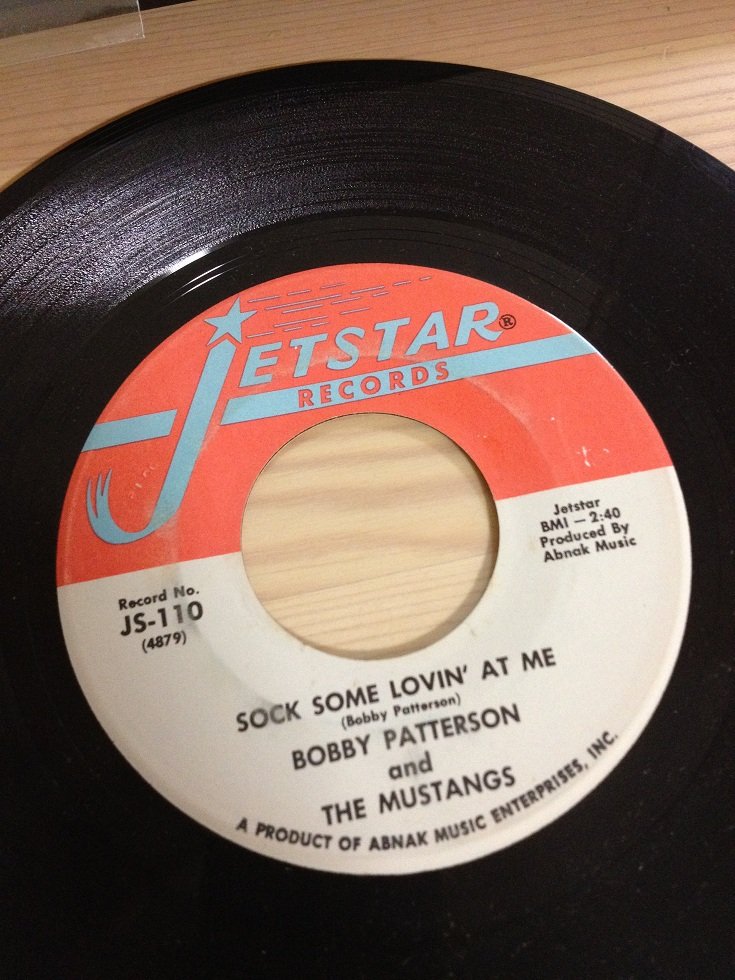 JETSTAR®
RECORDS
Jetstar
BMI — 2:40
Produced By
Abnak Music
Record No.
JS-110
(4879)
SOCK SOME LOVIN' AT ME
(Bobby Patterson)
BOBBY PATTERSON
and
THE MUSTANGS
A PRODUCT OF ABNAK MUSIC ENTERPRISES, INC.